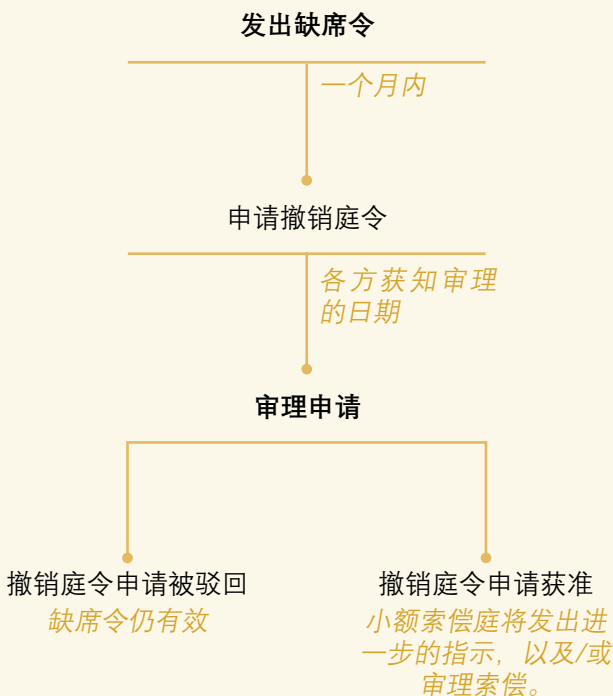 发出缺席令
一个月内
申请撤销庭令
各方获知审理
的日期
审理申请
撤销庭令申请被驳回
缺席令仍有效
撤销庭令申请获准
小额索偿庭将发出进
一步的指示，以及/或
审理索偿。